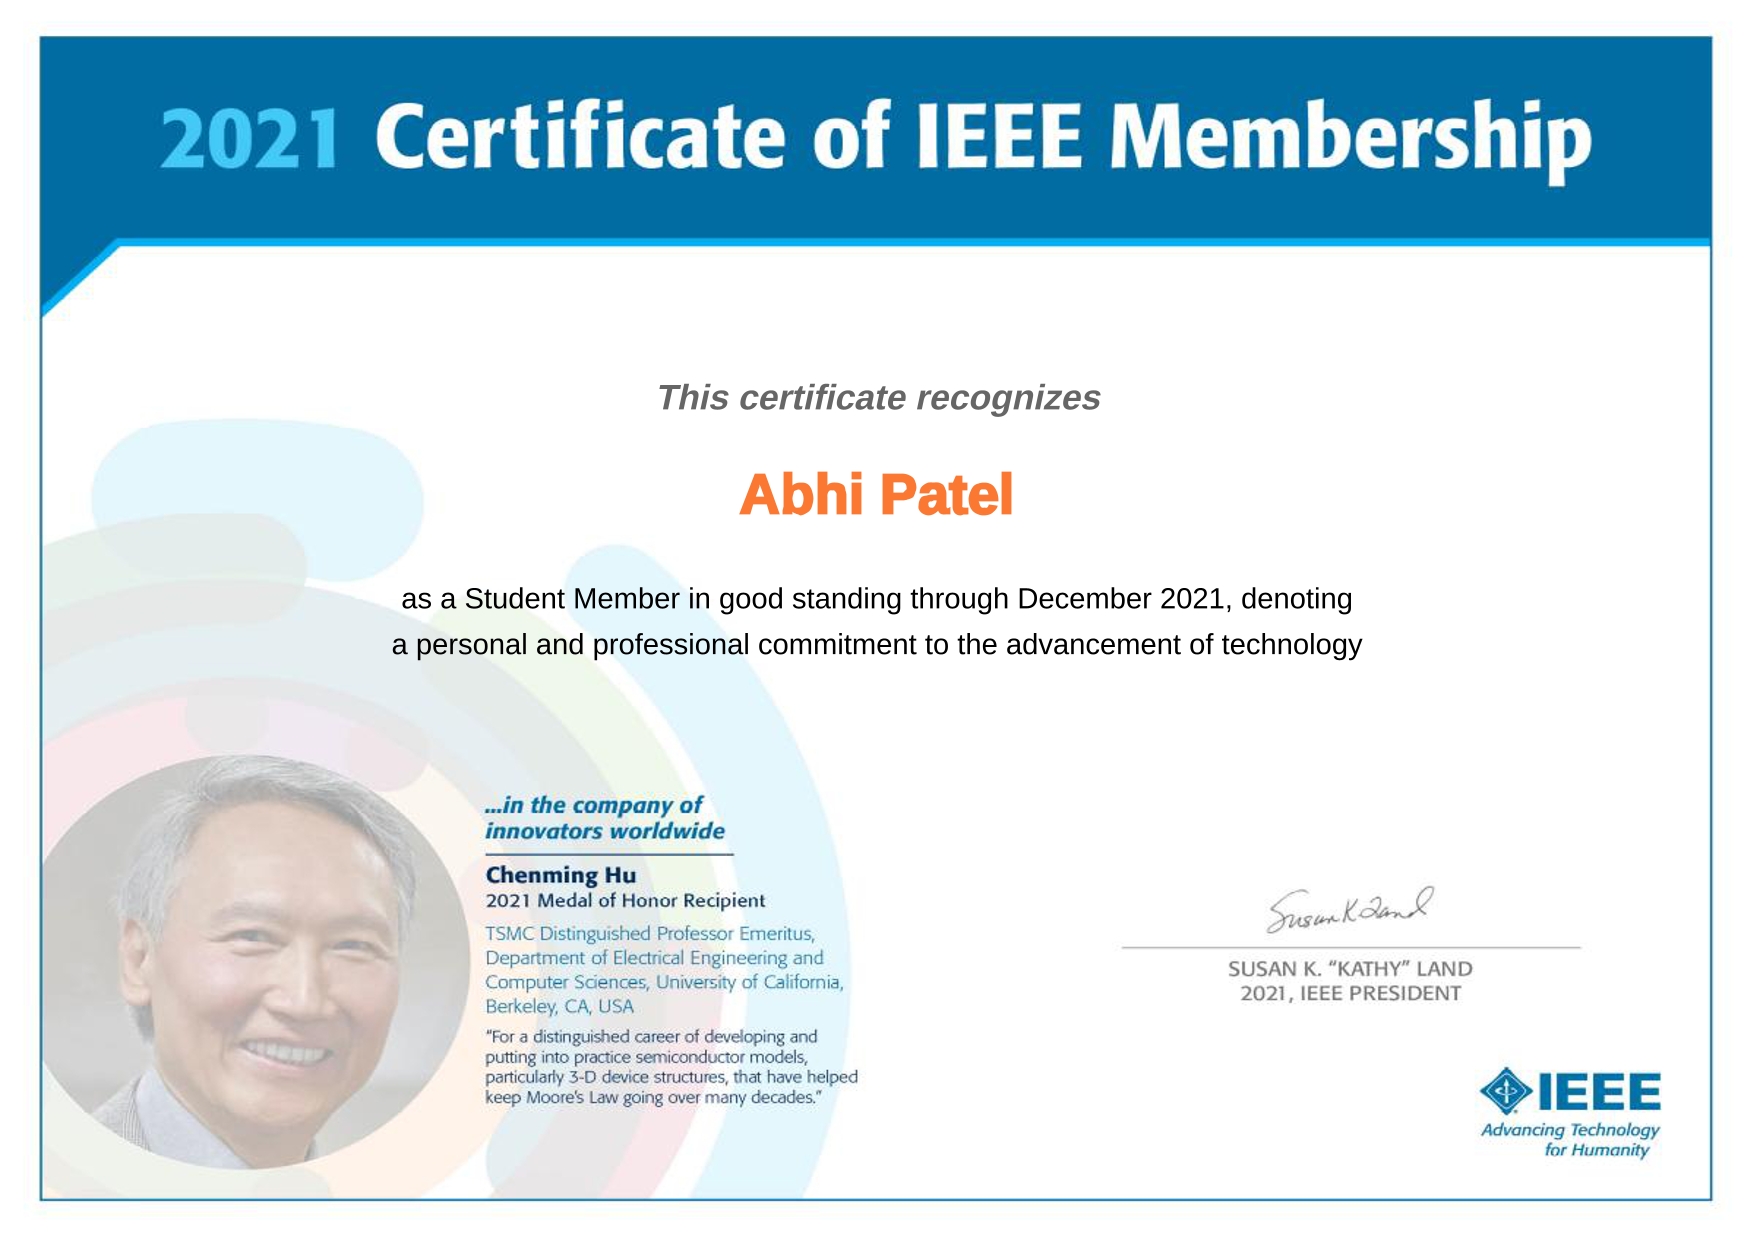 2021 Certificate of IEEE Membership
This certificate recognizes
Abhi Patel
as a Student Member in good standing through December 2021, denoting
a personal and professional commitment to the advancement of technology
...in the company of
innovators worldwide
Chenming Hu
2021 Medal of Honor Recipient
TSMC Distinguished Professor Emeritus,
Department of Electrical Engineering and
Computer Sciences, University of California,
Berkeley, CA, USA
“For a distinguished career of developing and
putting into practice semiconductor models,
particularly 3-D device structures, that have helped
keep Moore’s Law going over many decades.”
Susan K Land
SUSAN K. “KATHY” LAND
2021, IEEE PRESIDENT
IEEE
Advancing Technology
for Humanity